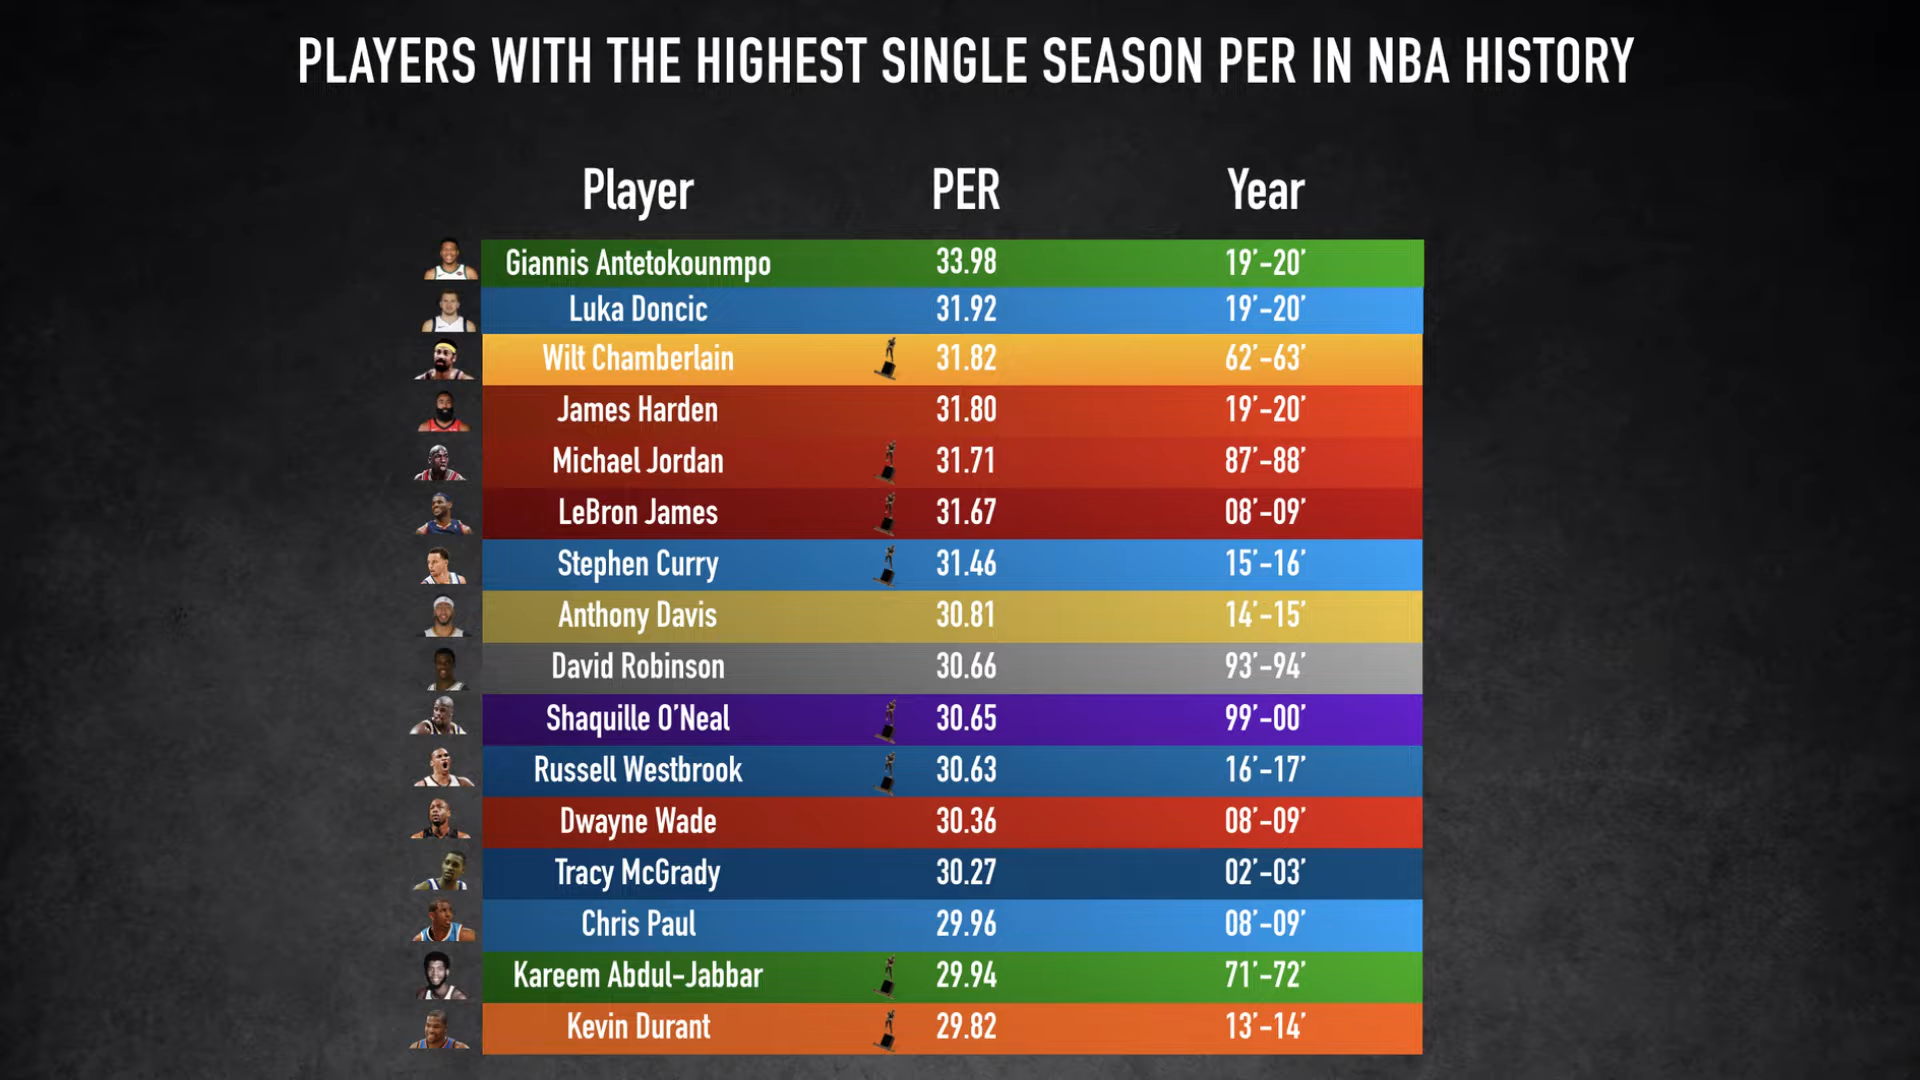 PLAYERS WITH THE HIGHEST SINGLE SEASON PER IN NBA HISTORY
Player PER Year
Giannis Antetokounmpo 33.98 19’-20’
Luka Doncic 31.92 19’-20’
Wilt Chamberlain 31.82 62’-63’
James Harden 31.80 19’-20’
Michael Jordan 31.71 87’-88’
LeBron James 31.67 08’-09’
Stephen Curry 31.46 15’-16’
Anthony Davis 30.81 14’-15’
David Robinson 30.66 93’-94’
Shaquille O’Neal 30.65 99’-00’
Russell Westbrook 30.63 16’-17’
Dwayne Wade 30.36 08’-09’
Tracy McGrady 30.27 02’-03’
Chris Paul 29.96 08’-09’
Kareem Abdul-Jabbar 29.94 71’-72’
Kevin Durant 29.82 13’-14’